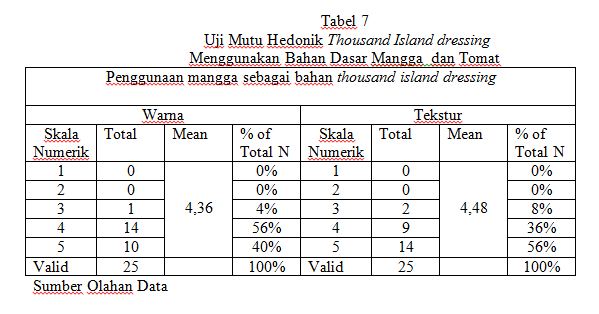 Tabel 7
Uji Mutu Hedonik Thousand Island dressing
Menggunakan Bahan Dasar Mangga dan Tomat
Penggunaan mangga sebagai bahan thousand island dressing
Warna Tekstur
Skala Numerik Total Mean % of Total N Skala Numerik Total Mean % of Total N
1 0 0% 1 0 0%
2 0 0% 2 0 0%
3 1 4,36 4% 3 2 4,48 8%
4 14 56% 4 9 36%
5 10 40% 5 14 56%
Valid 25 100% Valid 25 100%
Sumber Olahan Data